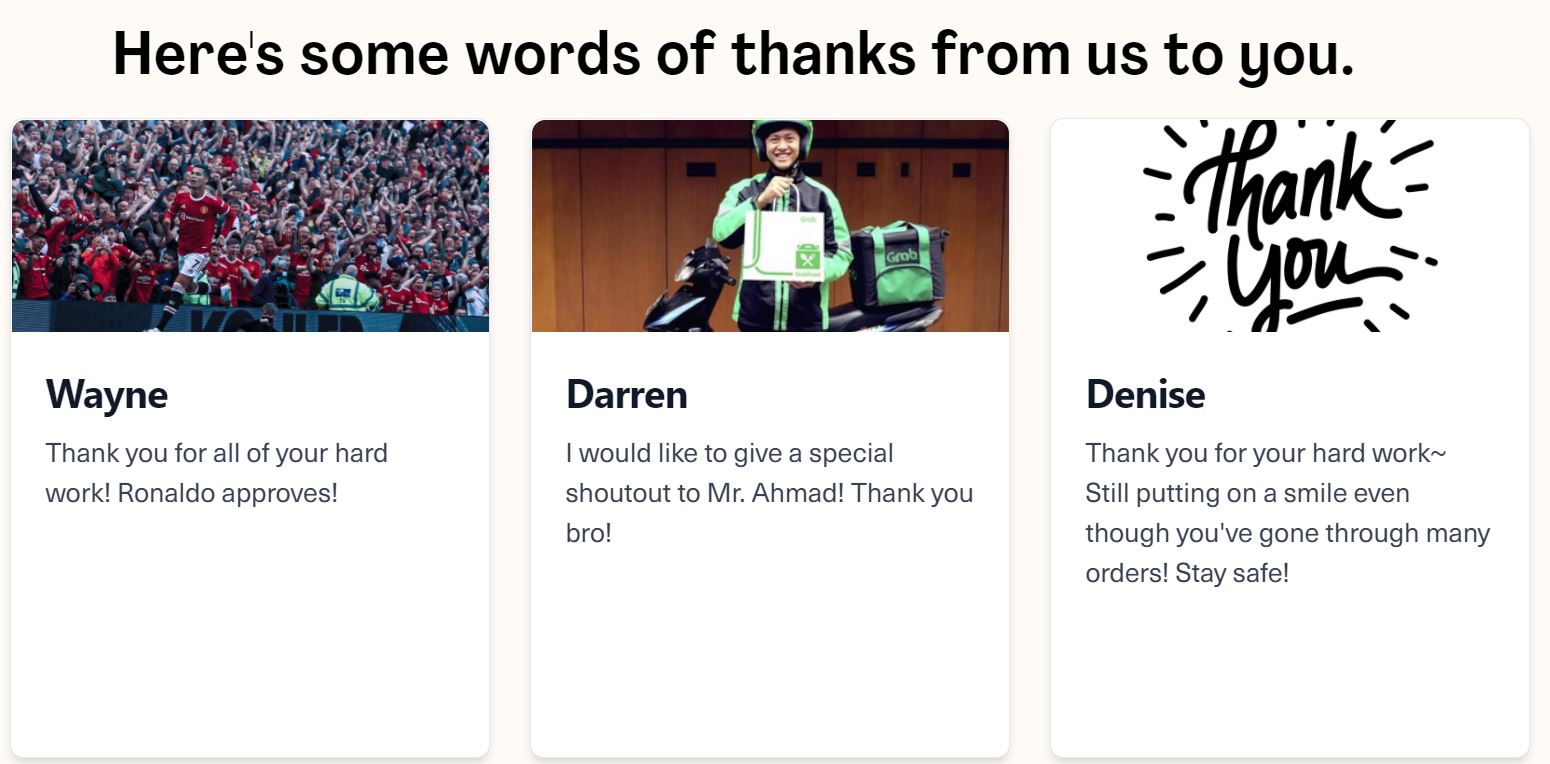 Here's some words of thanks from us to you.
Grab
GrabFood
Grab
Thank
you
Wayne
Thank you for all of your hard
work! Ronaldo approves!
Darren
I would like to give a special
shoutout to Mr. Ahmad! Thank you
bro!
Denise
Thank you for your hard work~
Still putting on a smile even
though you've gone through many
orders! Stay safe!